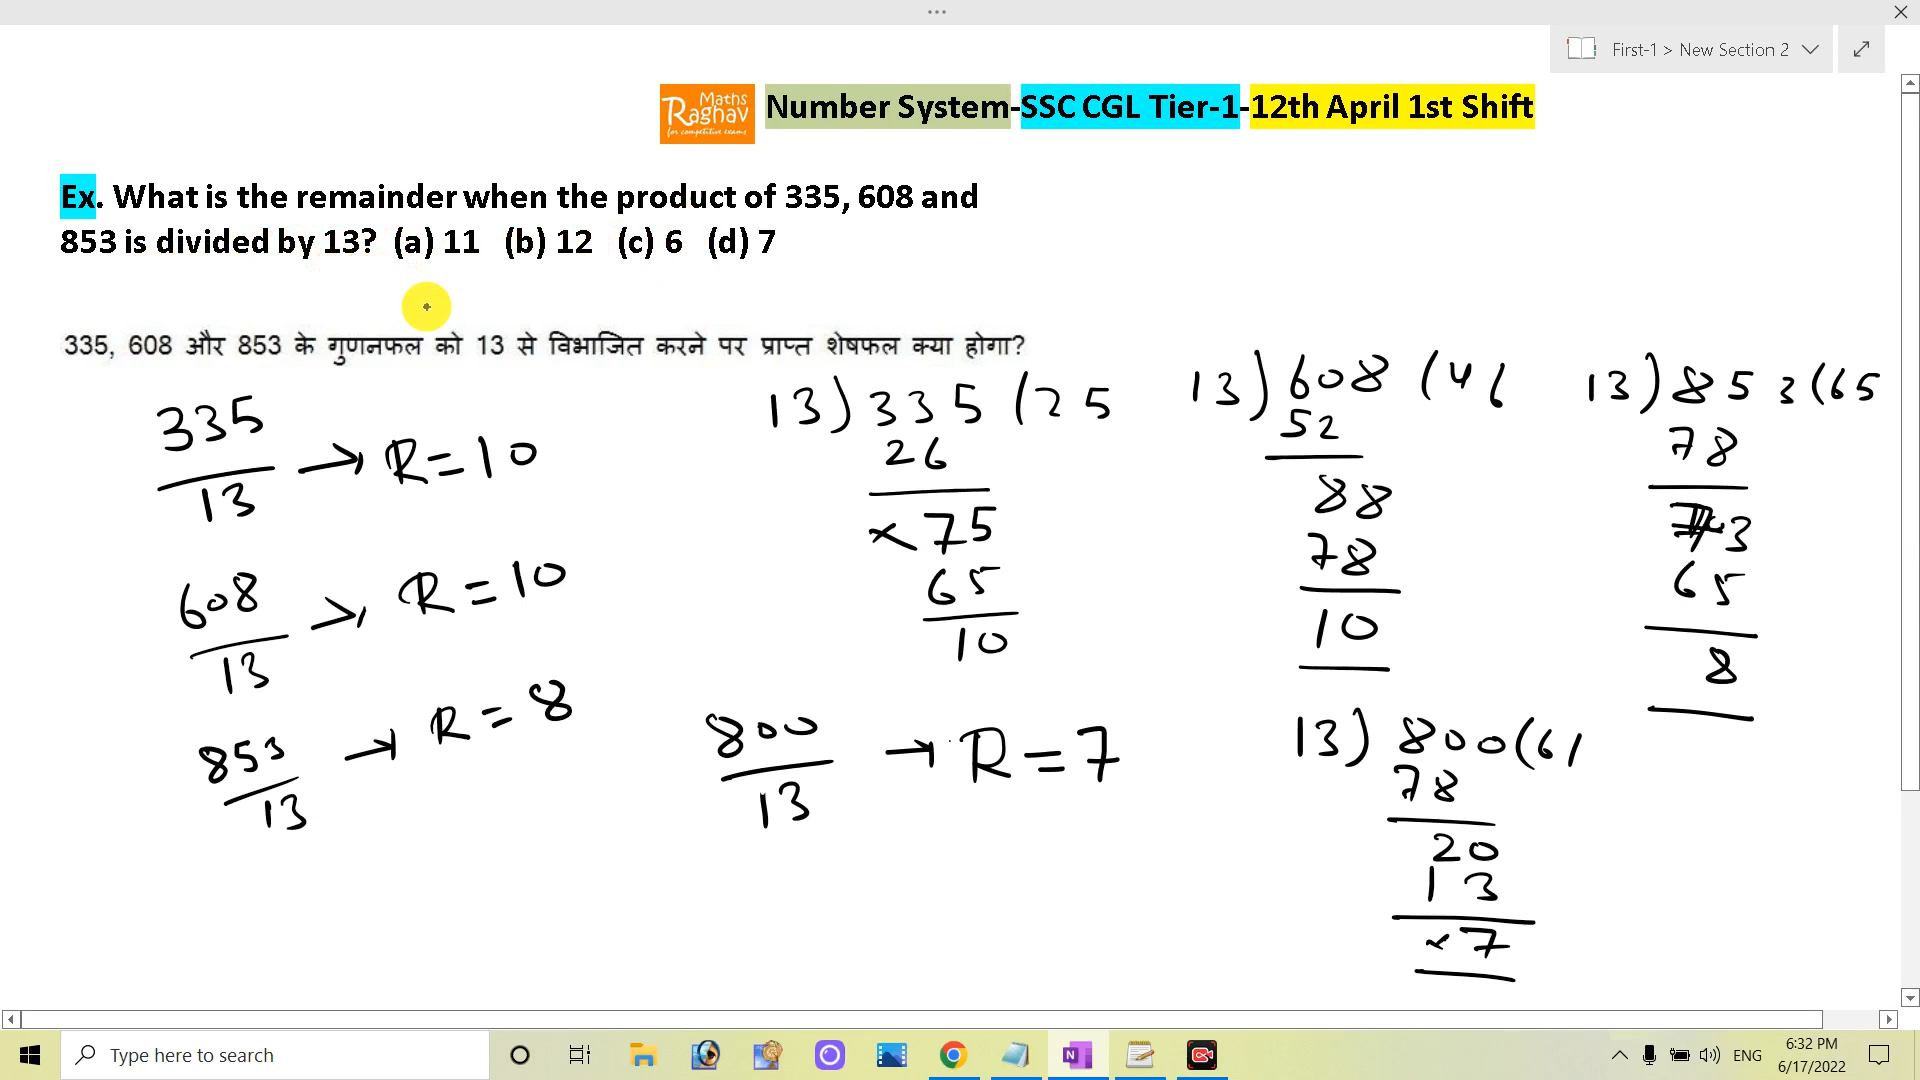 First-1 > New Section 2
Maths
Raghav
for competitive exams
Number System-SSC CGL Tier-1-12th April 1st Shift
Ex. What is the remainder when the product of 335, 608 and
853 is divided by 13? (a) 11 (b) 12 (c) 6 (d) 7
335, 608 और 853 के गुणनफल को 13 से विभाजित करने पर प्राप्त शेषफल क्या होगा?
335
13
→ R=10
608
13
→ R=10
853
13
→ R=8
13)335(25
26
×75
65
10
13)608(46
52
88
78
10
13)853(65
78
73
65
8
800
13
→ R=7
13)800(61
78
20
13
×7
Type here to search
ENG
6:32 PM
6/17/2022